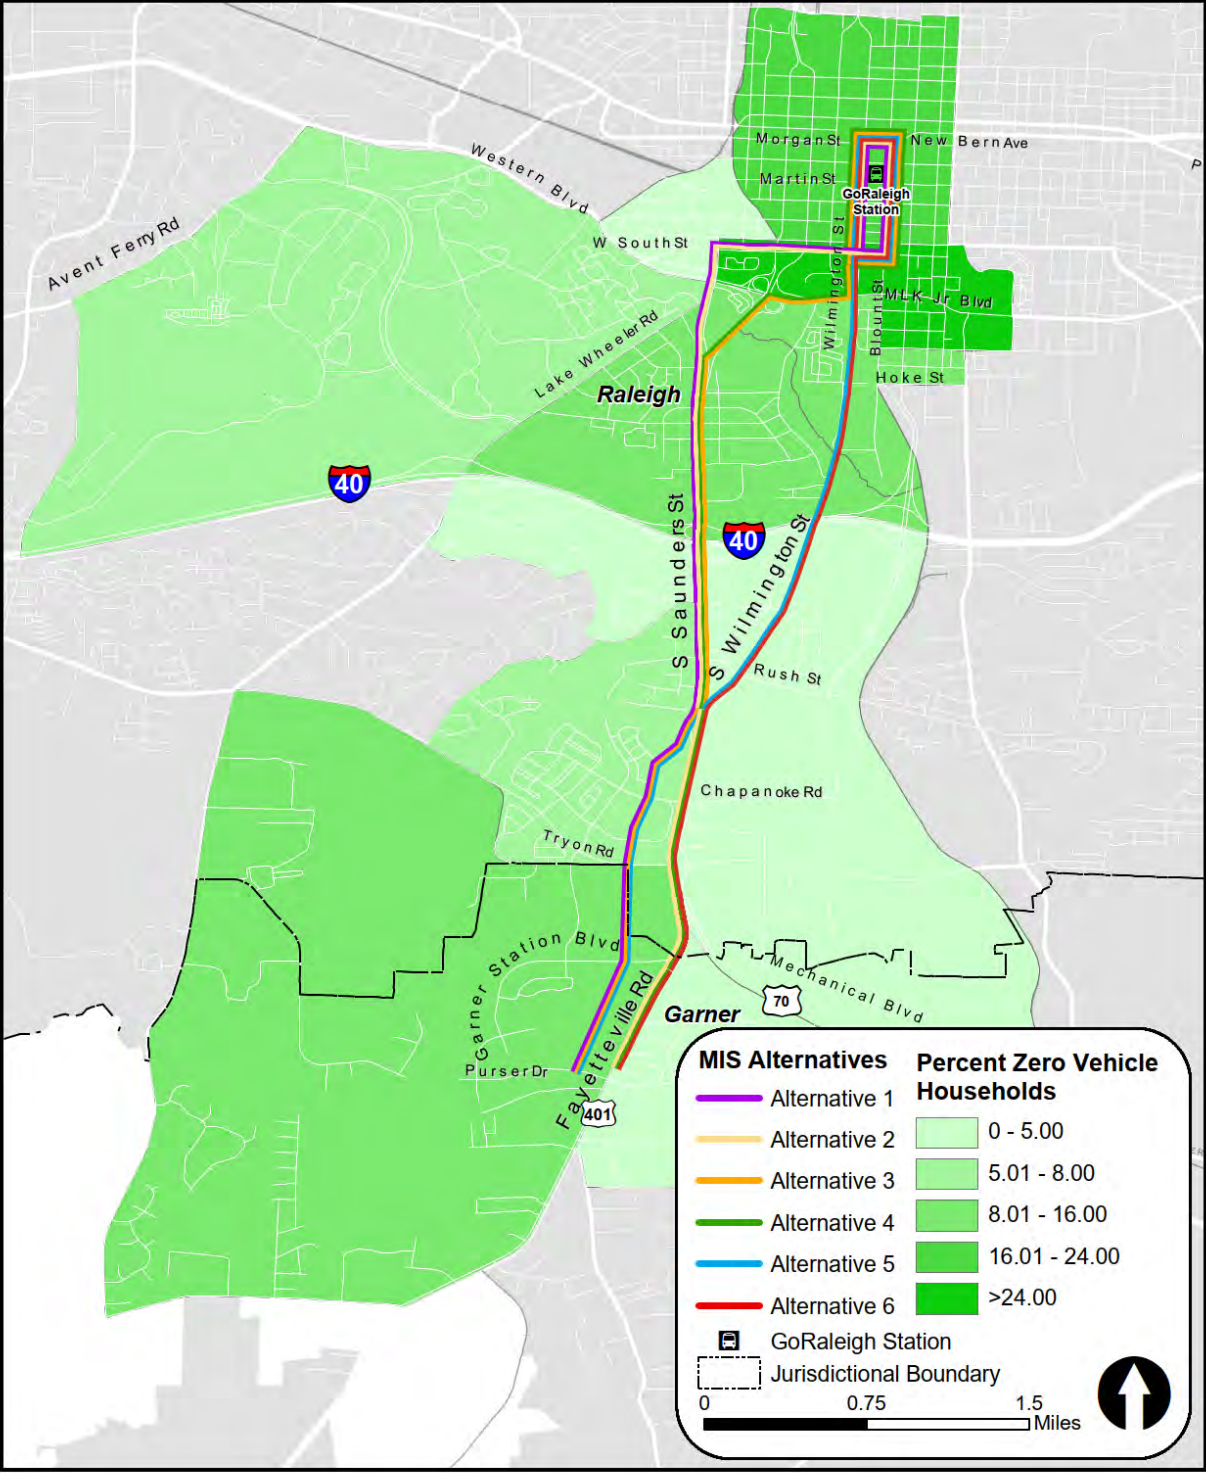 Morgan St
New Bern Ave
P
Western Blvd
Martin St
GoRaleigh
Station
Avent Ferry Rd
W South St
Wilmington St
Blount St
MLK Jr Blvd
Lake Wheeler Rd
Hoke St
Raleigh
40
40
S Saunders St
S Wilmington St
Rush St
Chapanoke Rd
Tryon Rd
Garner Station Blvd
Mechanical Blvd
70
Fayetteville Rd
Garner
Purser Dr
401
MIS Alternatives
Alternative 1
Alternative 2
Alternative 3
Alternative 4
Alternative 5
Alternative 6
GoRaleigh Station
Jurisdictional Boundary
Percent Zero Vehicle
Households
0 - 5.00
5.01 - 8.00
8.01 - 16.00
16.01 - 24.00
>24.00
0 0.75 1.5
Miles